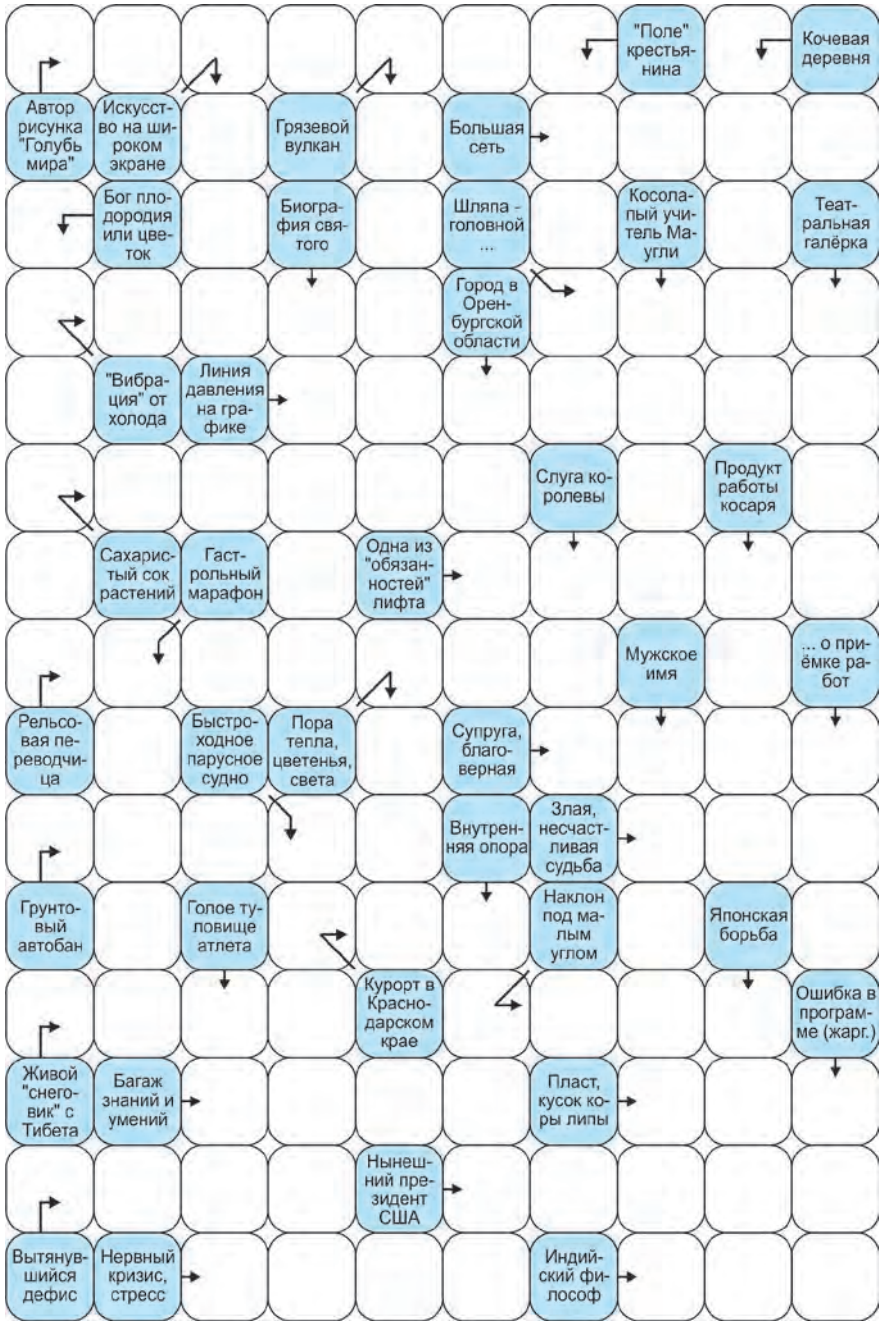 "Поле"
крестья-
нина
Кочевая
деревня
Автор
рисунка
"Голубь
мира"
Искусст-
во на ши-
роком
экране
Грязевой
вулкан
Большая
сеть
Бог пло-
дородия
или цве-
ток
Биогра-
фия свя-
того
Шляпа -
головной
...
Косола-
пый учи-
тель Ма-
угли
Теат-
ральная
галёрка
Город в
Орен-
бургской
области
"Вибра-
ция" от
холода
Линия
давления
на гра-
фике
Слуга ко-
ролевы
Продукт
работы
косаря
Сахарис-
тый сок
растений
Гаст-
рольный
марафон
Одна из
"обязан-
ностей"
лифта
Мужское
имя
... о при-
ёмке ра-
бот
Рельсо-
вая пе-
реводчи-
ца
Быстро-
ходное
парусное
судно
Пора
тепла,
цветенья,
света
Супруга,
благо-
верная
Внутрен-
няя опора
Злая,
несчаст-
ливая
судьба
Грунто-
вый
автобан
Голое ту-
ловище
атлета
Наклон
под ма-
лым
углом
Японская
борьба
Курорт в
Красно-
дарском
крае
Ошибка в
програм-
ме (жарг.)
Живой
"снего-
вик" с
Тибета
Багаж
знаний и
умений
Пласт,
кусок ко-
ры липы
Нынеш-
ний пре-
зидент
США
Вытянув-
шийся
дефис
Нервный
кризис,
стресс
Индий-
ский фи-
лософ